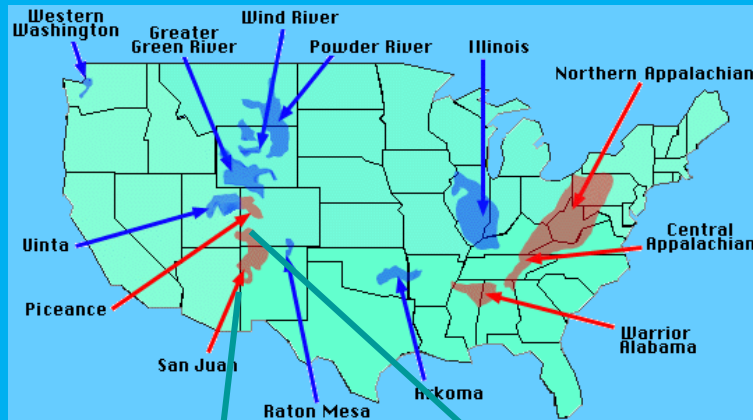 Western
Washington
Greater
Green River
Wind River
Powder River
Illinois
Northern Appalachian
Uinta
Central
Appalachian
Piceance
San Juan
Raton Mesa
Arkoma
Warrior
Alabama